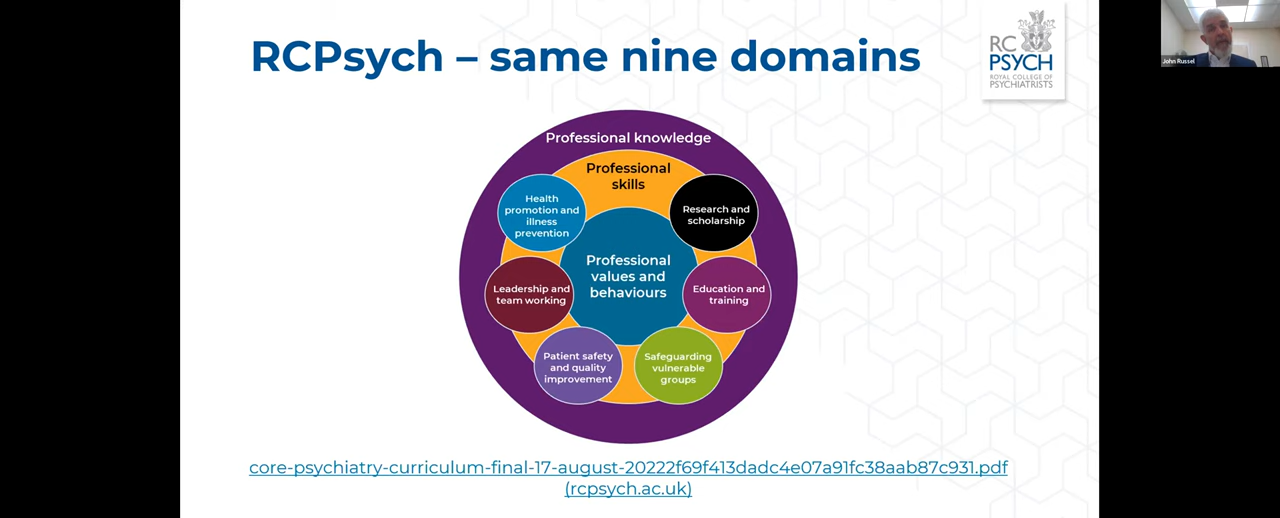 RCPsych – same nine domains
RC
PSYCH
ROYAL COLLEGE OF
PSYCHIATRISTS
John Russel
Professional knowledge
Professional
skills
Health
promotion and
illness
prevention
Research and
scholarship
Professional
values and
behaviours
Leadership and
team working
Education and
training
Patient safety
and quality
improvement
Safeguarding
vulnerable
groups
core-psychiatry-curriculum-final-17-august-20222f69f413dadc4e07a91fc38aab87c931.pdf
(rcpsych.ac.uk)